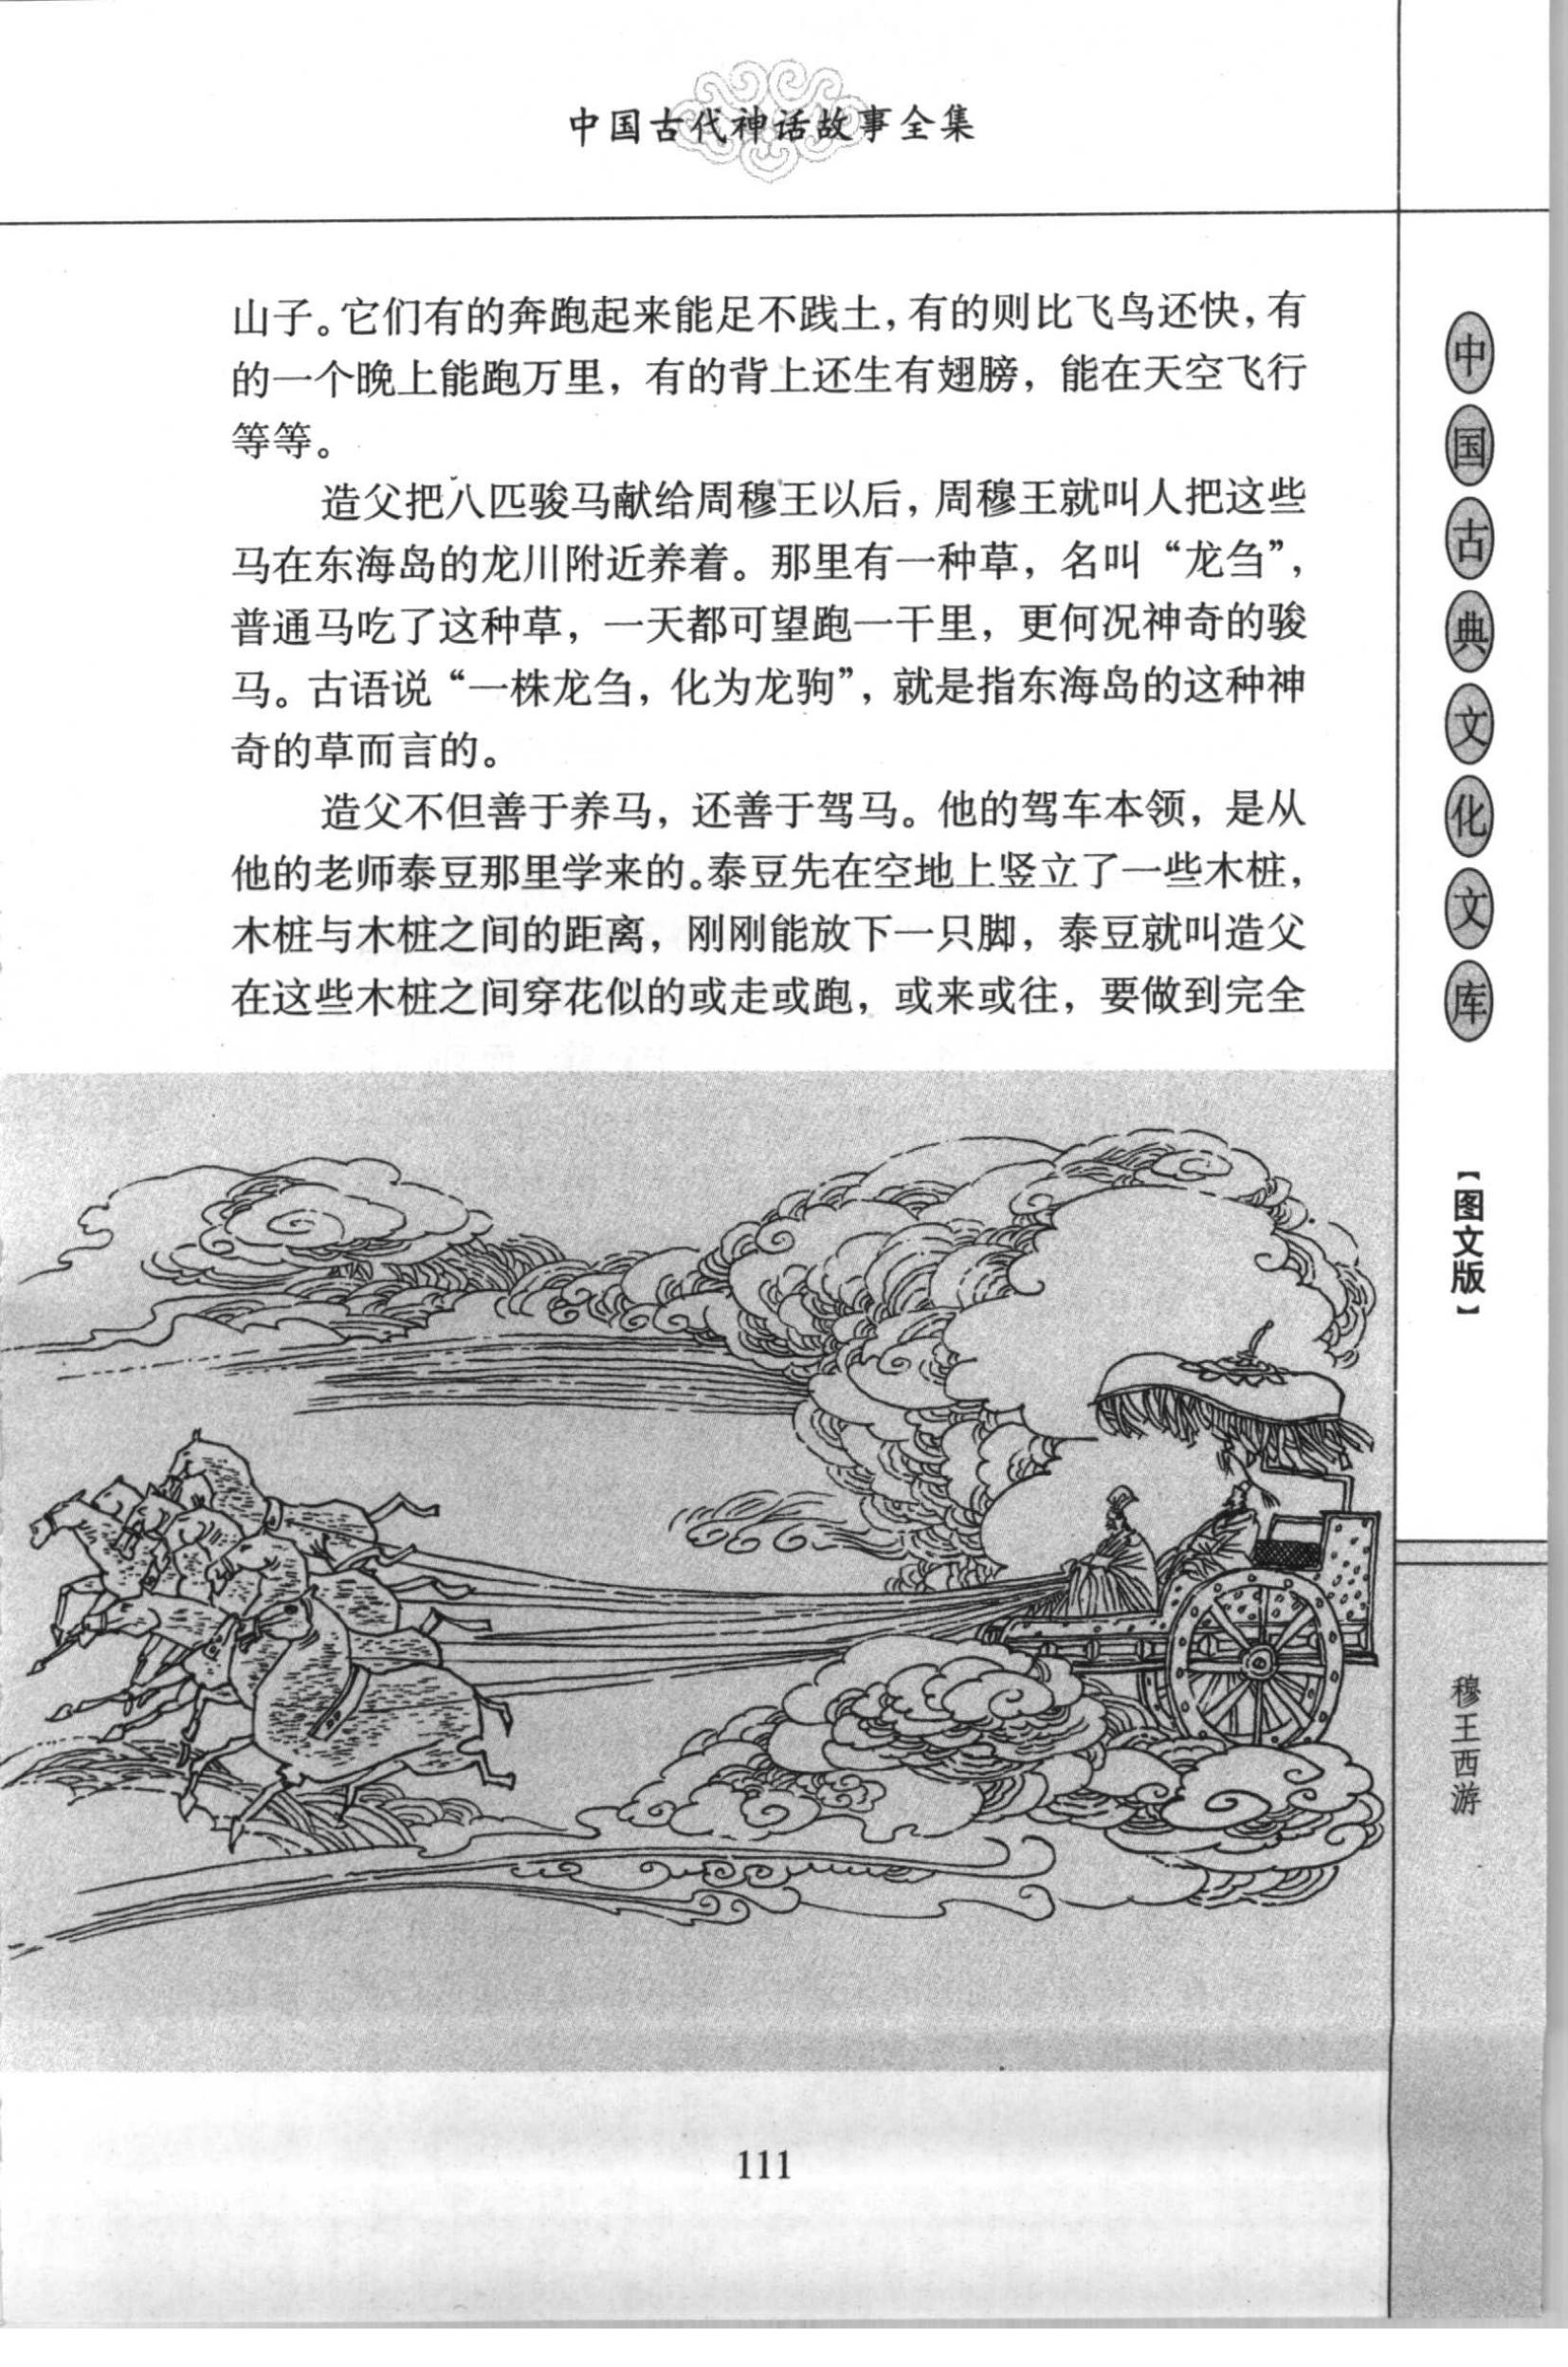 中国古代神话故事全集
山子。它们有的奔跑起来能足不践土，有的则比飞鸟还快，有
的一个晚上能跑万里，有的背上还生有翅膀，能在天空飞行
等等。
造父把八匹骏马献给周穆王以后，周穆王就叫人把这些
马在东海岛的龙川附近养着。那里有一种草，名叫“龙刍”，
普通马吃了这种草，一天都可望跑一千里，更何况神奇的骏
马。古语说“一株龙刍，化为龙驹”，就是指东海岛的这种神
奇的草而言的。
造父不但善于养马，还善于驾马。他的驾车本领，是从
他的老师泰豆那里学来的。泰豆先在空地上竖立了一些木桩，
木桩与木桩之间的距离，刚刚能放下一只脚，泰豆就叫造父
在这些木桩之间穿花似的或走或跑，或来或往，要做到完全
中国古典文化文库
【图文版】
穆王西游
111